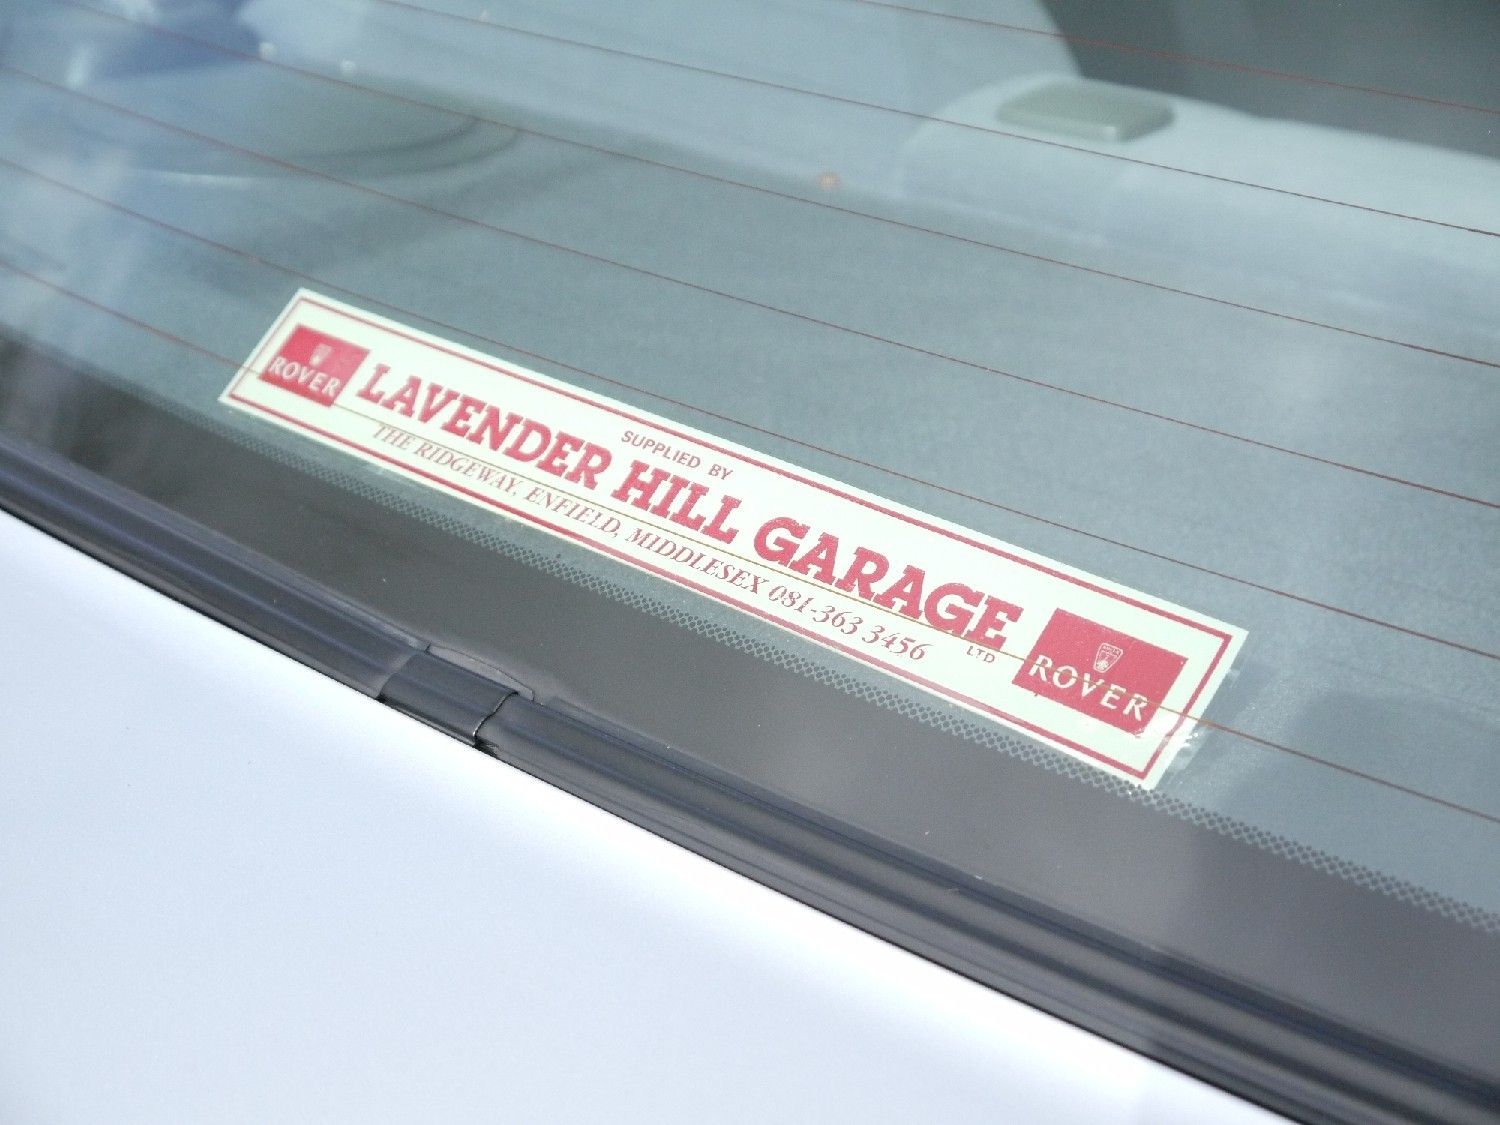 ROVER
SUPPLIED BY
LAVENDER HILL GARAGE LTD
THE RIDGEWAY, ENFIELD, MIDDLESEX 081-363 3456
ROVER